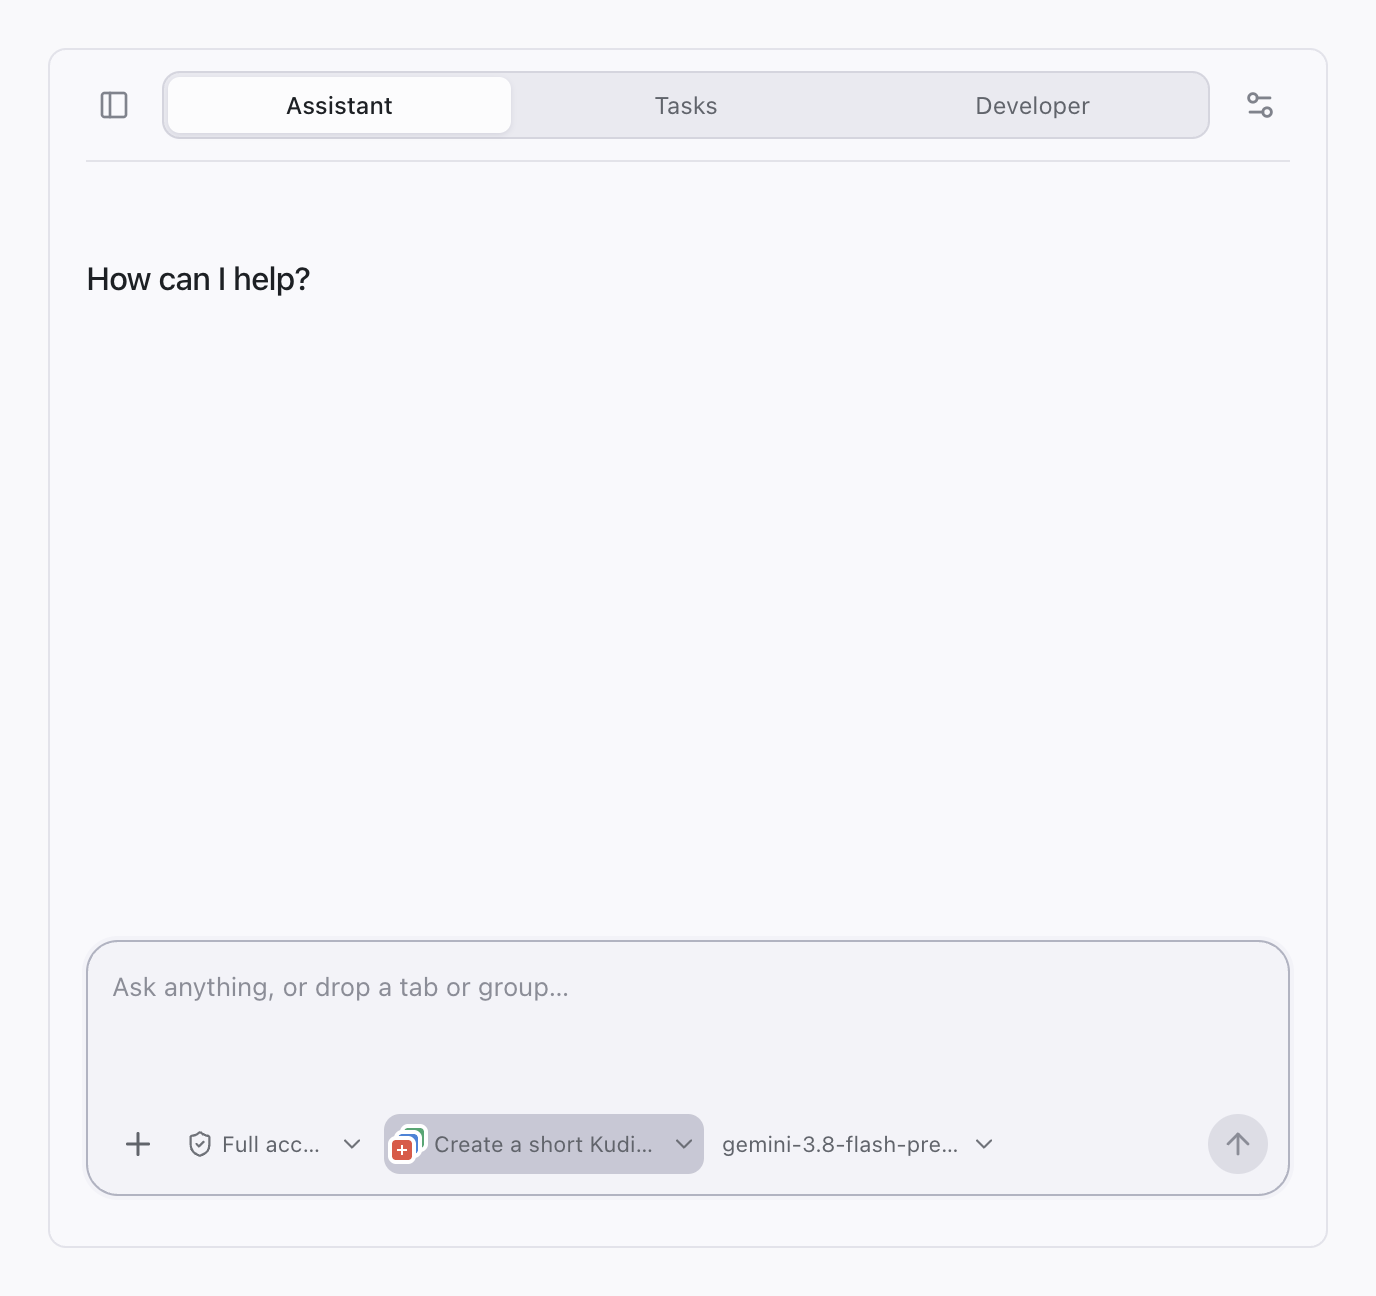 Assistant
Tasks
Developer
How can I help?
Ask anything, or drop a tab or group...
Full acc...
Create a short Kudi...
gemini-3.8-flash-pre...